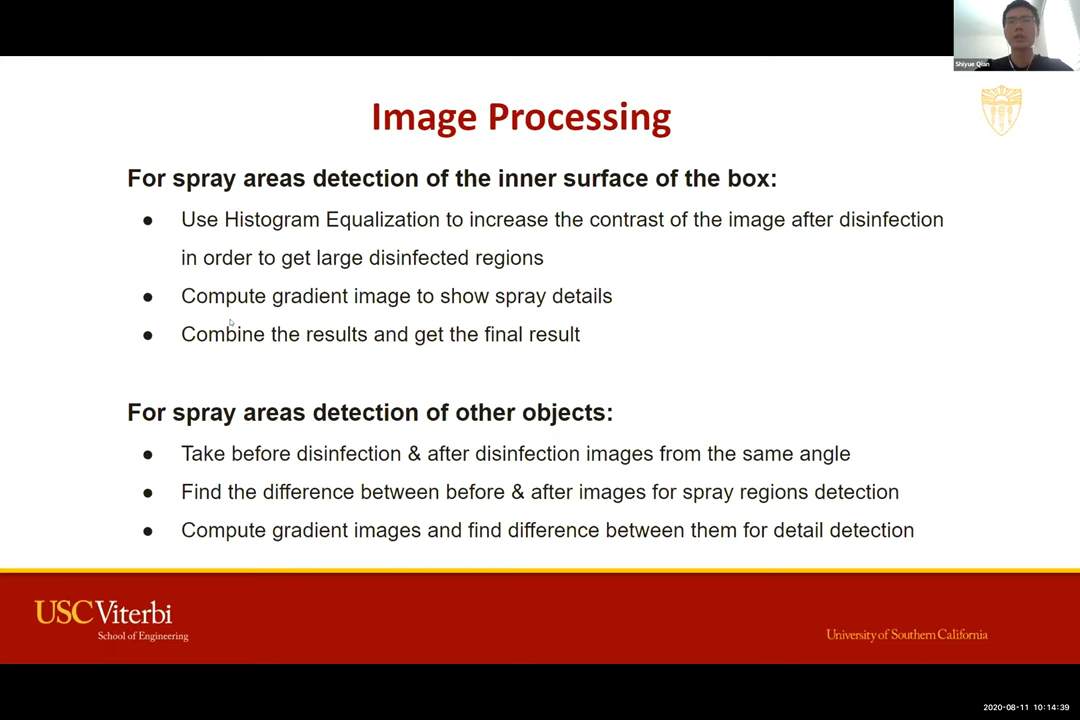 Shiyue Qian
Image Processing
For spray areas detection of the inner surface of the box:
● Use Histogram Equalization to increase the contrast of the image after disinfection
in order to get large disinfected regions
● Compute gradient image to show spray details
● Combine the results and get the final result
For spray areas detection of other objects:
● Take before disinfection & after disinfection images from the same angle
● Find the difference between before & after images for spray regions detection
● Compute gradient images and find difference between them for detail detection
USC Viterbi
School of Engineering
University of Southern California
2020-08-11 10:14:39